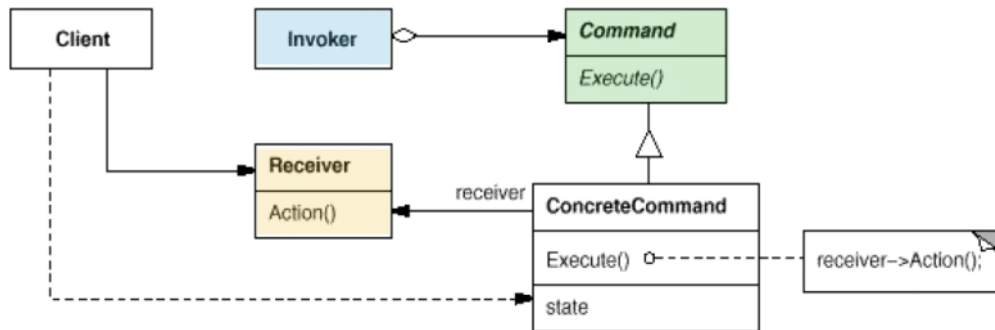 Client
Invoker
Command
Execute()
Receiver
Action()
receiver
ConcreteCommand
Execute()
receiver->Action();
state